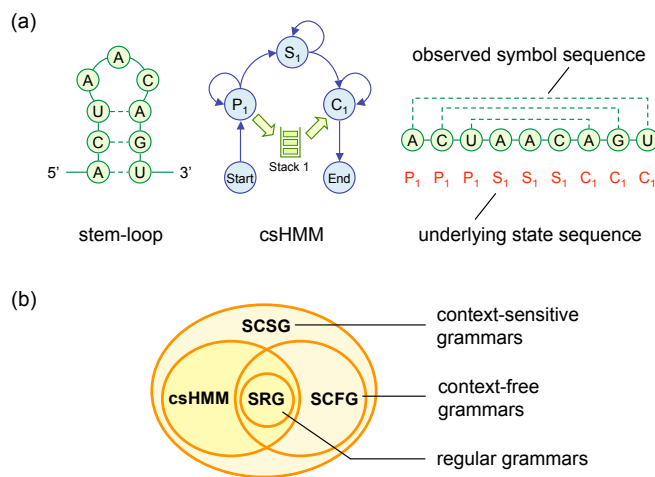 (a)
A
A
C
U
A
C
G
A
U
5'
3'
stem-loop
S1
P1
C1
Stack 1
Start
End
csHMM
observed symbol sequence
A C U A A C A G U
P1 P1 P1 S1 S1 S1 C1 C1 C1
underlying state sequence
(b)
SCSG
csHMM
SRG
SCFG
context-sensitive
grammars
context-free
grammars
regular grammars